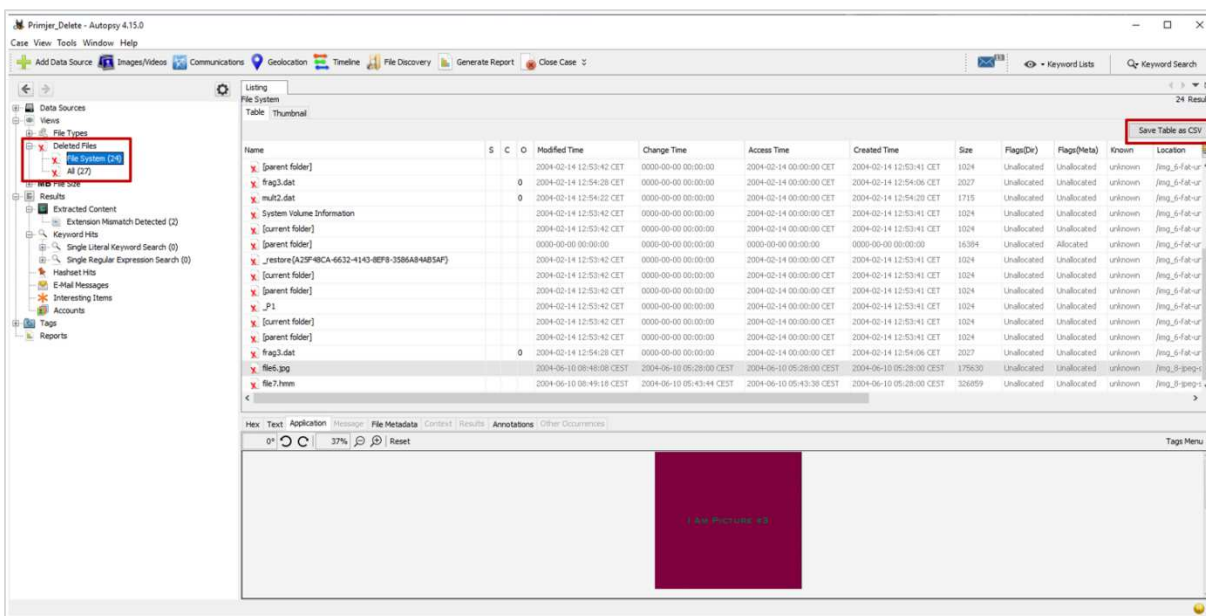 Primjer_Delete - Autopsy 4.15.0
Case View Tools Window Help
Add Data Source Images/Videos Communications Geolocation Timeline File Discovery Generate Report Close Case Keyword Lists Keyword Search
Data Sources
Views
File Types
Deleted Files
File System (24)
All (27)
MB File Size
Results
Extracted Content
Extension Mismatch Detected (2)
Keyword Hits
Single Literal Keyword Search (0)
Single Regular Expression Search (0)
Hashset Hits
E-Mail Messages
Interesting Items
Accounts
Tags
Reports
Listing
File System
24 Resul
Table Thumbnail
Save Table as CSV
Name S C O Modified Time Change Time Access Time Created Time Size Flags(Dir) Flags(Meta) Known Location
[parent folder] 2004-02-14 12:53:42 CET 0000-00-00 00:00:00 2004-02-14 00:00:00 CET 2004-02-14 12:53:41 CET 1024 Unallocated Unallocated unknown /img_6-fat-ur
frag3.dat 0 2004-02-14 12:54:28 CET 0000-00-00 00:00:00 2004-02-14 00:00:00 CET 2004-02-14 12:54:06 CET 2027 Unallocated Unallocated unknown /img_6-fat-ur
mult2.dat 0 2004-02-14 12:54:22 CET 0000-00-00 00:00:00 2004-02-14 00:00:00 CET 2004-02-14 12:54:20 CET 1715 Unallocated Unallocated unknown /img_6-fat-ur
System Volume Information 2004-02-14 12:53:42 CET 0000-00-00 00:00:00 2004-02-14 00:00:00 CET 2004-02-14 12:53:41 CET 1024 Unallocated Unallocated unknown /img_6-fat-ur
[current folder] 2004-02-14 12:53:42 CET 0000-00-00 00:00:00 2004-02-14 00:00:00 CET 2004-02-14 12:53:41 CET 1024 Unallocated Unallocated unknown /img_6-fat-ur
[parent folder] 0000-00-00 00:00:00 0000-00-00 00:00:00 0000-00-00 00:00:00 0000-00-00 00:00:00 16384 Unallocated Allocated unknown /img_6-fat-ur
_restore{A25F48CA-6632-4143-8EF8-3586A84AB5AF} 2004-02-14 12:53:42 CET 0000-00-00 00:00:00 2004-02-14 00:00:00 CET 2004-02-14 12:53:41 CET 1024 Unallocated Unallocated unknown /img_6-fat-ur
[current folder] 2004-02-14 12:53:42 CET 0000-00-00 00:00:00 2004-02-14 00:00:00 CET 2004-02-14 12:53:41 CET 1024 Unallocated Unallocated unknown /img_6-fat-ur
[parent folder] 2004-02-14 12:53:42 CET 0000-00-00 00:00:00 2004-02-14 00:00:00 CET 2004-02-14 12:53:41 CET 1024 Unallocated Unallocated unknown /img_6-fat-ur
_P1 2004-02-14 12:53:42 CET 0000-00-00 00:00:00 2004-02-14 00:00:00 CET 2004-02-14 12:53:41 CET 1024 Unallocated Unallocated unknown /img_6-fat-ur
[current folder] 2004-02-14 12:53:42 CET 0000-00-00 00:00:00 2004-02-14 00:00:00 CET 2004-02-14 12:53:41 CET 1024 Unallocated Unallocated unknown /img_6-fat-ur
[parent folder] 2004-02-14 12:53:42 CET 0000-00-00 00:00:00 2004-02-14 00:00:00 CET 2004-02-14 12:53:41 CET 1024 Unallocated Unallocated unknown /img_6-fat-ur
frag3.dat 0 2004-02-14 12:54:28 CET 0000-00-00 00:00:00 2004-02-14 00:00:00 CET 2004-02-14 12:54:06 CET 2027 Unallocated Unallocated unknown /img_6-fat-ur
file6.jpg 2004-06-10 08:48:08 CEST 2004-06-10 05:28:00 CEST 2004-06-10 05:28:00 CEST 2004-06-10 05:28:00 CEST 175630 Unallocated Unallocated unknown /img_8-jpeg-s
file7.hmm 2004-06-10 08:49:18 CEST 2004-06-10 05:43:44 CEST 2004-06-10 05:43:38 CEST 2004-06-10 05:28:00 CEST 326859 Unallocated Unallocated unknown /img_8-jpeg-s
Hex Text Application Message File Metadata Context Results Annotations Other Occurrences
0° 37% Reset Tags Menu
I AM PICTURE #3